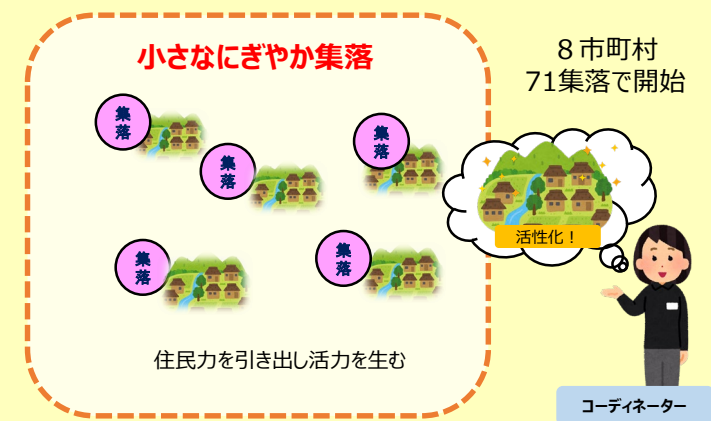 小さなにぎやか集落
8市町村
71集落で開始
集
落
集
落
集
落
活性化！
集
落
集
落
住民力を引き出し活力を生む
コーディネーター